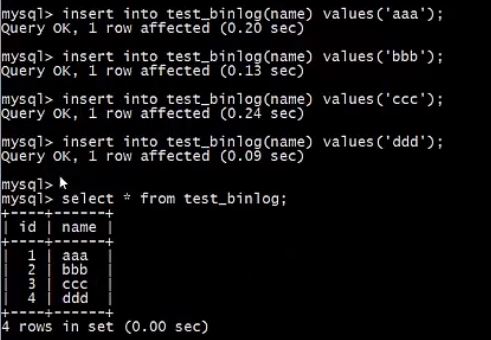 mysql> insert into test_binlog(name) values('aaa');
Query OK, 1 row affected (0.20 sec)
mysql> insert into test_binlog(name) values('bbb');
Query OK, 1 row affected (0.13 sec)
mysql> insert into test_binlog(name) values('ccc');
Query OK, 1 row affected (0.24 sec)
mysql> insert into test_binlog(name) values('ddd');
Query OK, 1 row affected (0.09 sec)
mysql>
mysql> select * from test_binlog;
+----+------+
| id | name |
+----+------+
| 1 | aaa |
| 2 | bbb |
| 3 | ccc |
| 4 | ddd |
+----+------+
4 rows in set (0.00 sec)